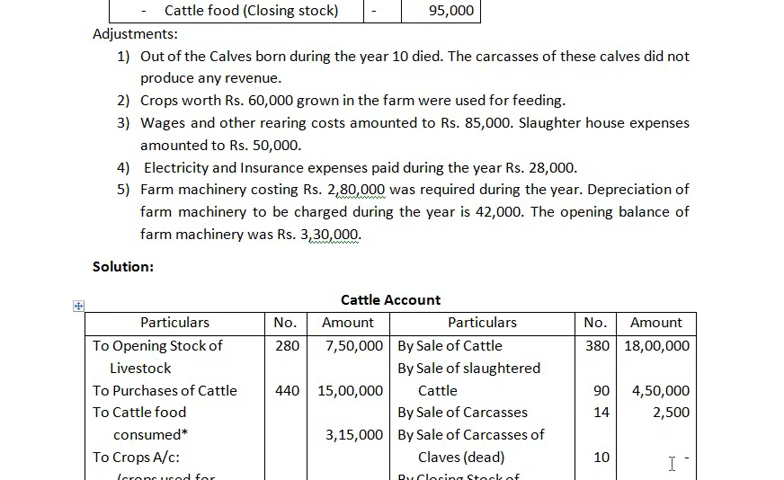 - Cattle food (Closing stock) - 95,000
Adjustments:
1) Out of the Calves born during the year 10 died. The carcasses of these calves did not
produce any revenue.
2) Crops worth Rs. 60,000 grown in the farm were used for feeding.
3) Wages and other rearing costs amounted to Rs. 85,000. Slaughter house expenses
amounted to Rs. 50,000.
4) Electricity and Insurance expenses paid during the year Rs. 28,000.
5) Farm machinery costing Rs. 2,80,000 was required during the year. Depreciation of
farm machinery to be charged during the year is 42,000. The opening balance of
farm machinery was Rs. 3,30,000.
Solution:
Cattle Account
Particulars No. Amount Particulars No. Amount
To Opening Stock of 280 7,50,000 By Sale of Cattle 380 18,00,000
Livestock By Sale of slaughtered
To Purchases of Cattle 440 15,00,000 Cattle 90 4,50,000
To Cattle food By Sale of Carcasses 14 2,500
consumed* 3,15,000 By Sale of Carcasses of
To Crops A/c: Claves (dead) 10 -
(crops used for By Closing Stock of